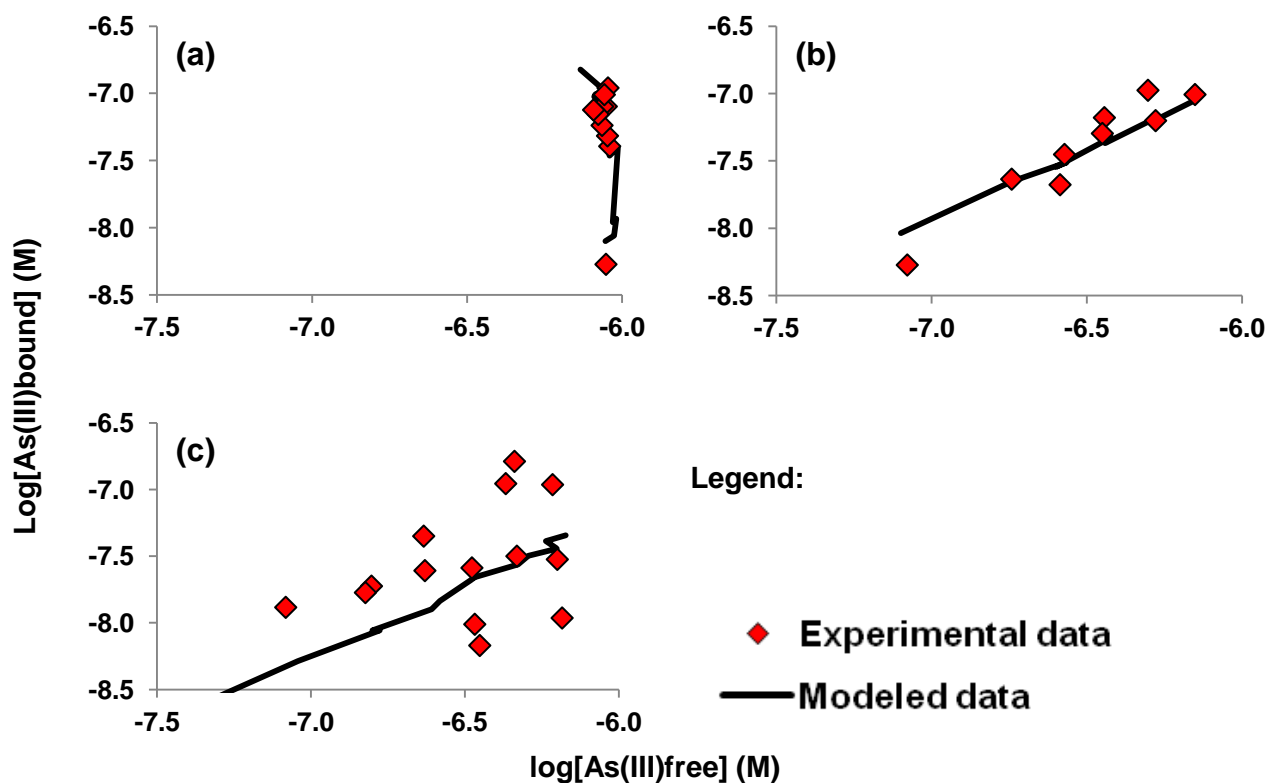 (a)
-6.5
-7.0
-7.5
-8.0
-8.5
-7.5 -7.0 -6.5 -6.0
(b)
-6.5
-7.0
-7.5
-8.0
-8.5
-7.5 -7.0 -6.5 -6.0
Log[As(III)bound] (M)
(c)
-6.5
-7.0
-7.5
-8.0
-8.5
-7.5 -7.0 -6.5 -6.0
log[As(III)free] (M)
Legend:
Experimental data
Modeled data